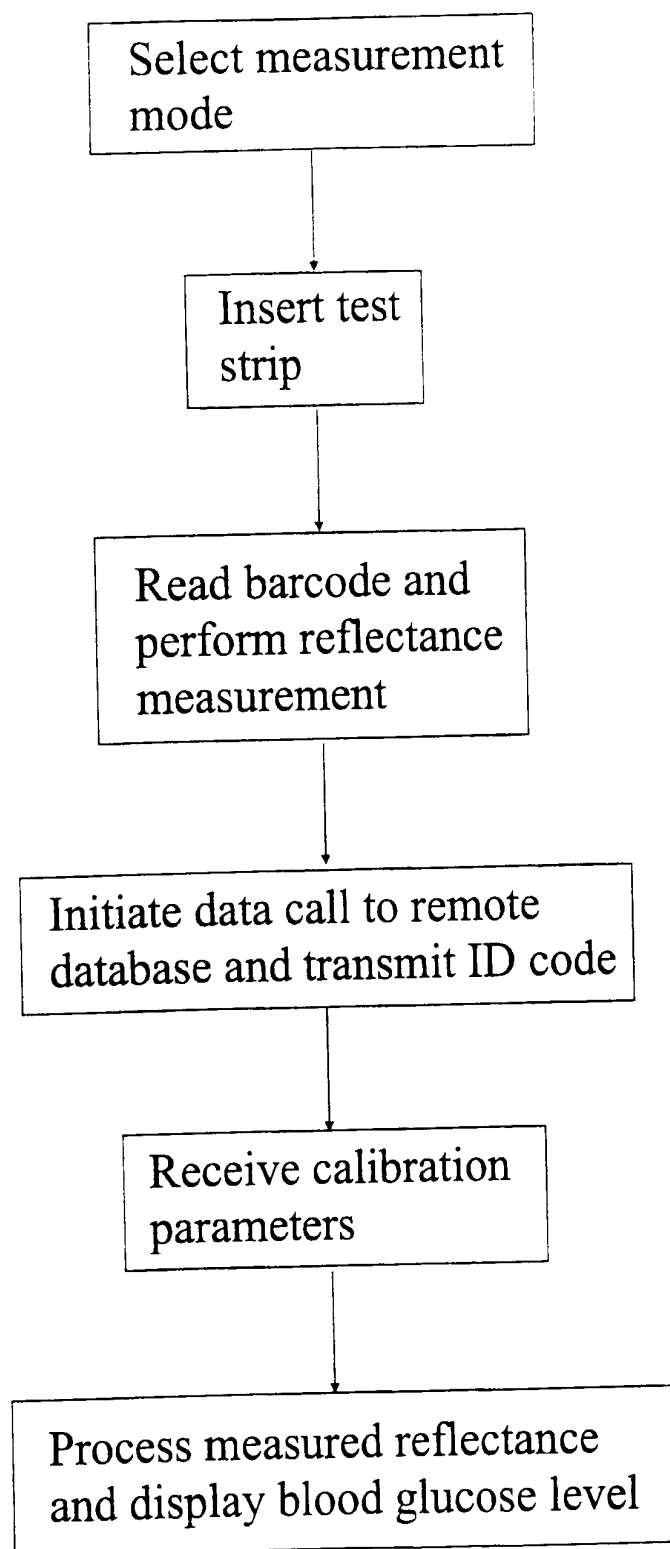 Select measurement
mode
Insert test
strip
Read barcode and
perform reflectance
measurement
Initiate data call to remote
database and transmit ID code
Receive calibration
parameters
Process measured reflectance
and display blood glucose level